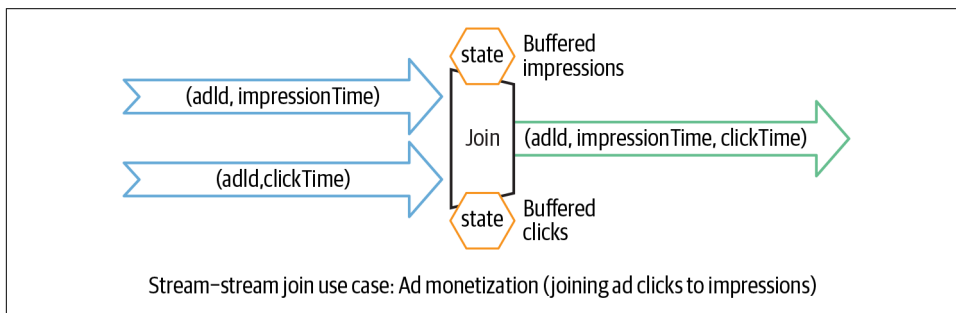 state
Buffered
impressions
(adId, impressionTime)
Join
(adId, impressionTime, clickTime)
(adId,clickTime)
state
Buffered
clicks
Stream–stream join use case: Ad monetization (joining ad clicks to impressions)